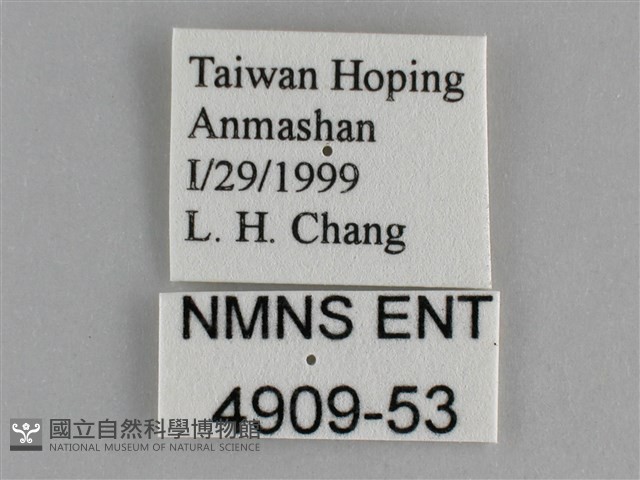 Taiwan Hoping
Anmashan
I/29/1999
L. H. Chang
NMNS ENT
4909-53
國立自然科學博物館
NATIONAL MUSEUM OF NATURAL SCIENCE